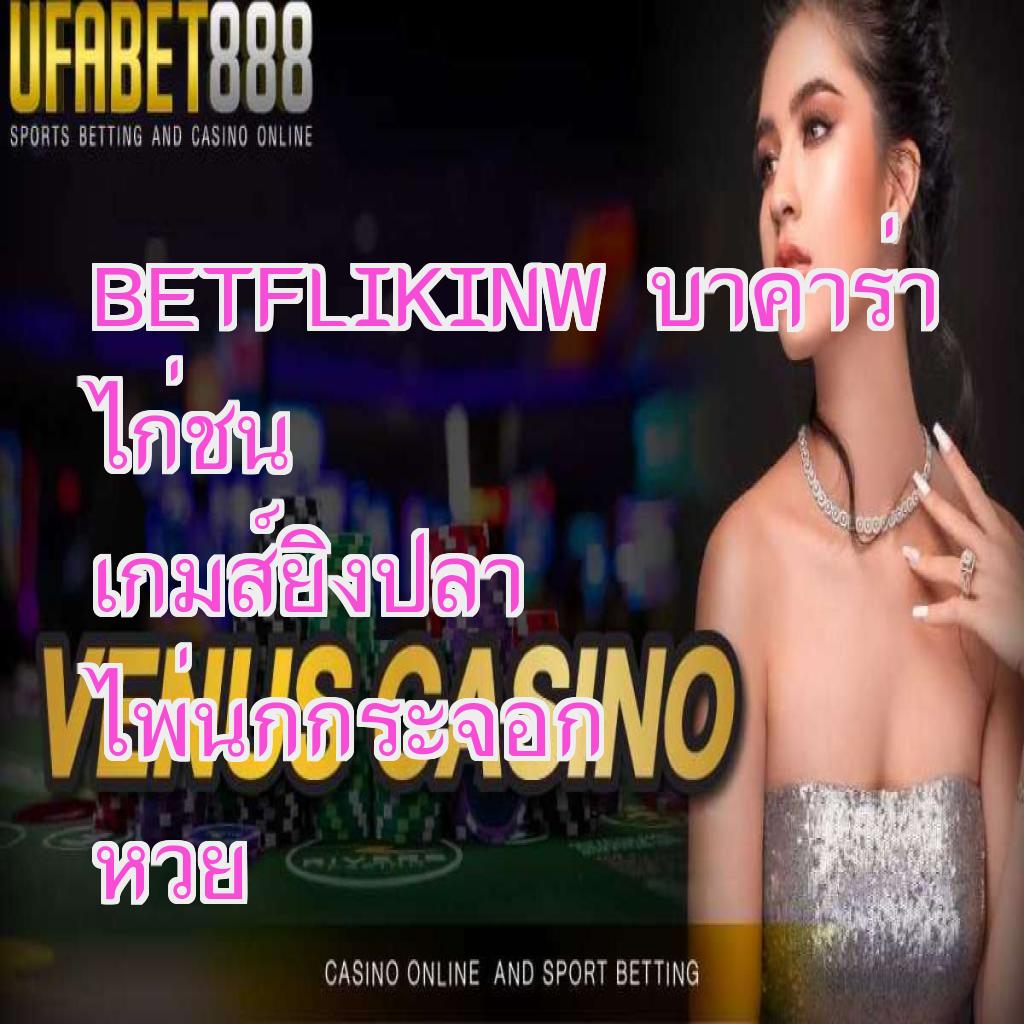 UFABET888
SPORTS BETTING AND CASINO ONLINE
BETFLIKINW บาคาร่า
ไก่ชน
เกมส์ยิงปลา
VENUS CASINO
ไพ่นกกระจอก
หวย
CASINO ONLINE AND SPORT BETTING